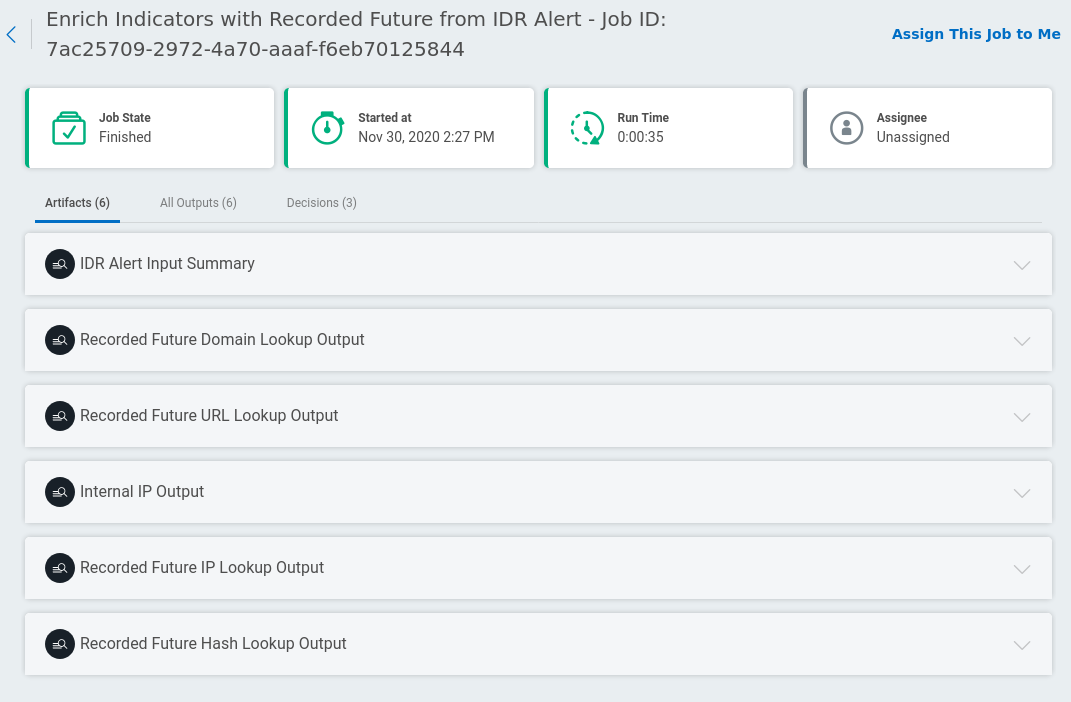 Enrich Indicators with Recorded Future from IDR Alert - Job ID:
7ac25709-2972-4a70-aaaf-f6eb70125844
Assign This Job to Me
Job State
Finished
Started at
Nov 30, 2020 2:27 PM
Run Time
0:00:35
Assignee
Unassigned
Artifacts (6)
All Outputs (6)
Decisions (3)
IDR Alert Input Summary
Recorded Future Domain Lookup Output
Recorded Future URL Lookup Output
Internal IP Output
Recorded Future IP Lookup Output
Recorded Future Hash Lookup Output